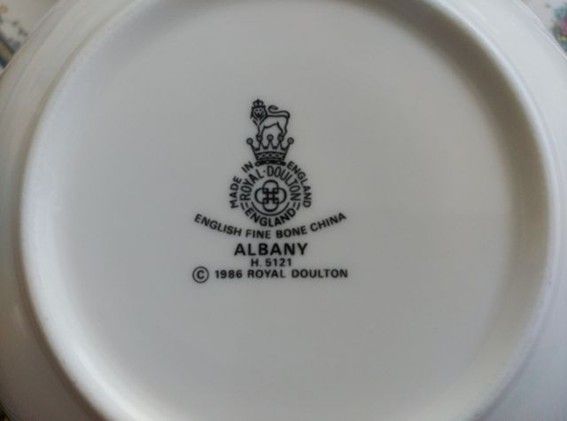 MADE IN ENGLAND
ROYAL·DOULTON
ENGLAND
ENGLISH FINE BONE CHINA
ALBANY
H. 5121
© 1986 ROYAL DOULTON